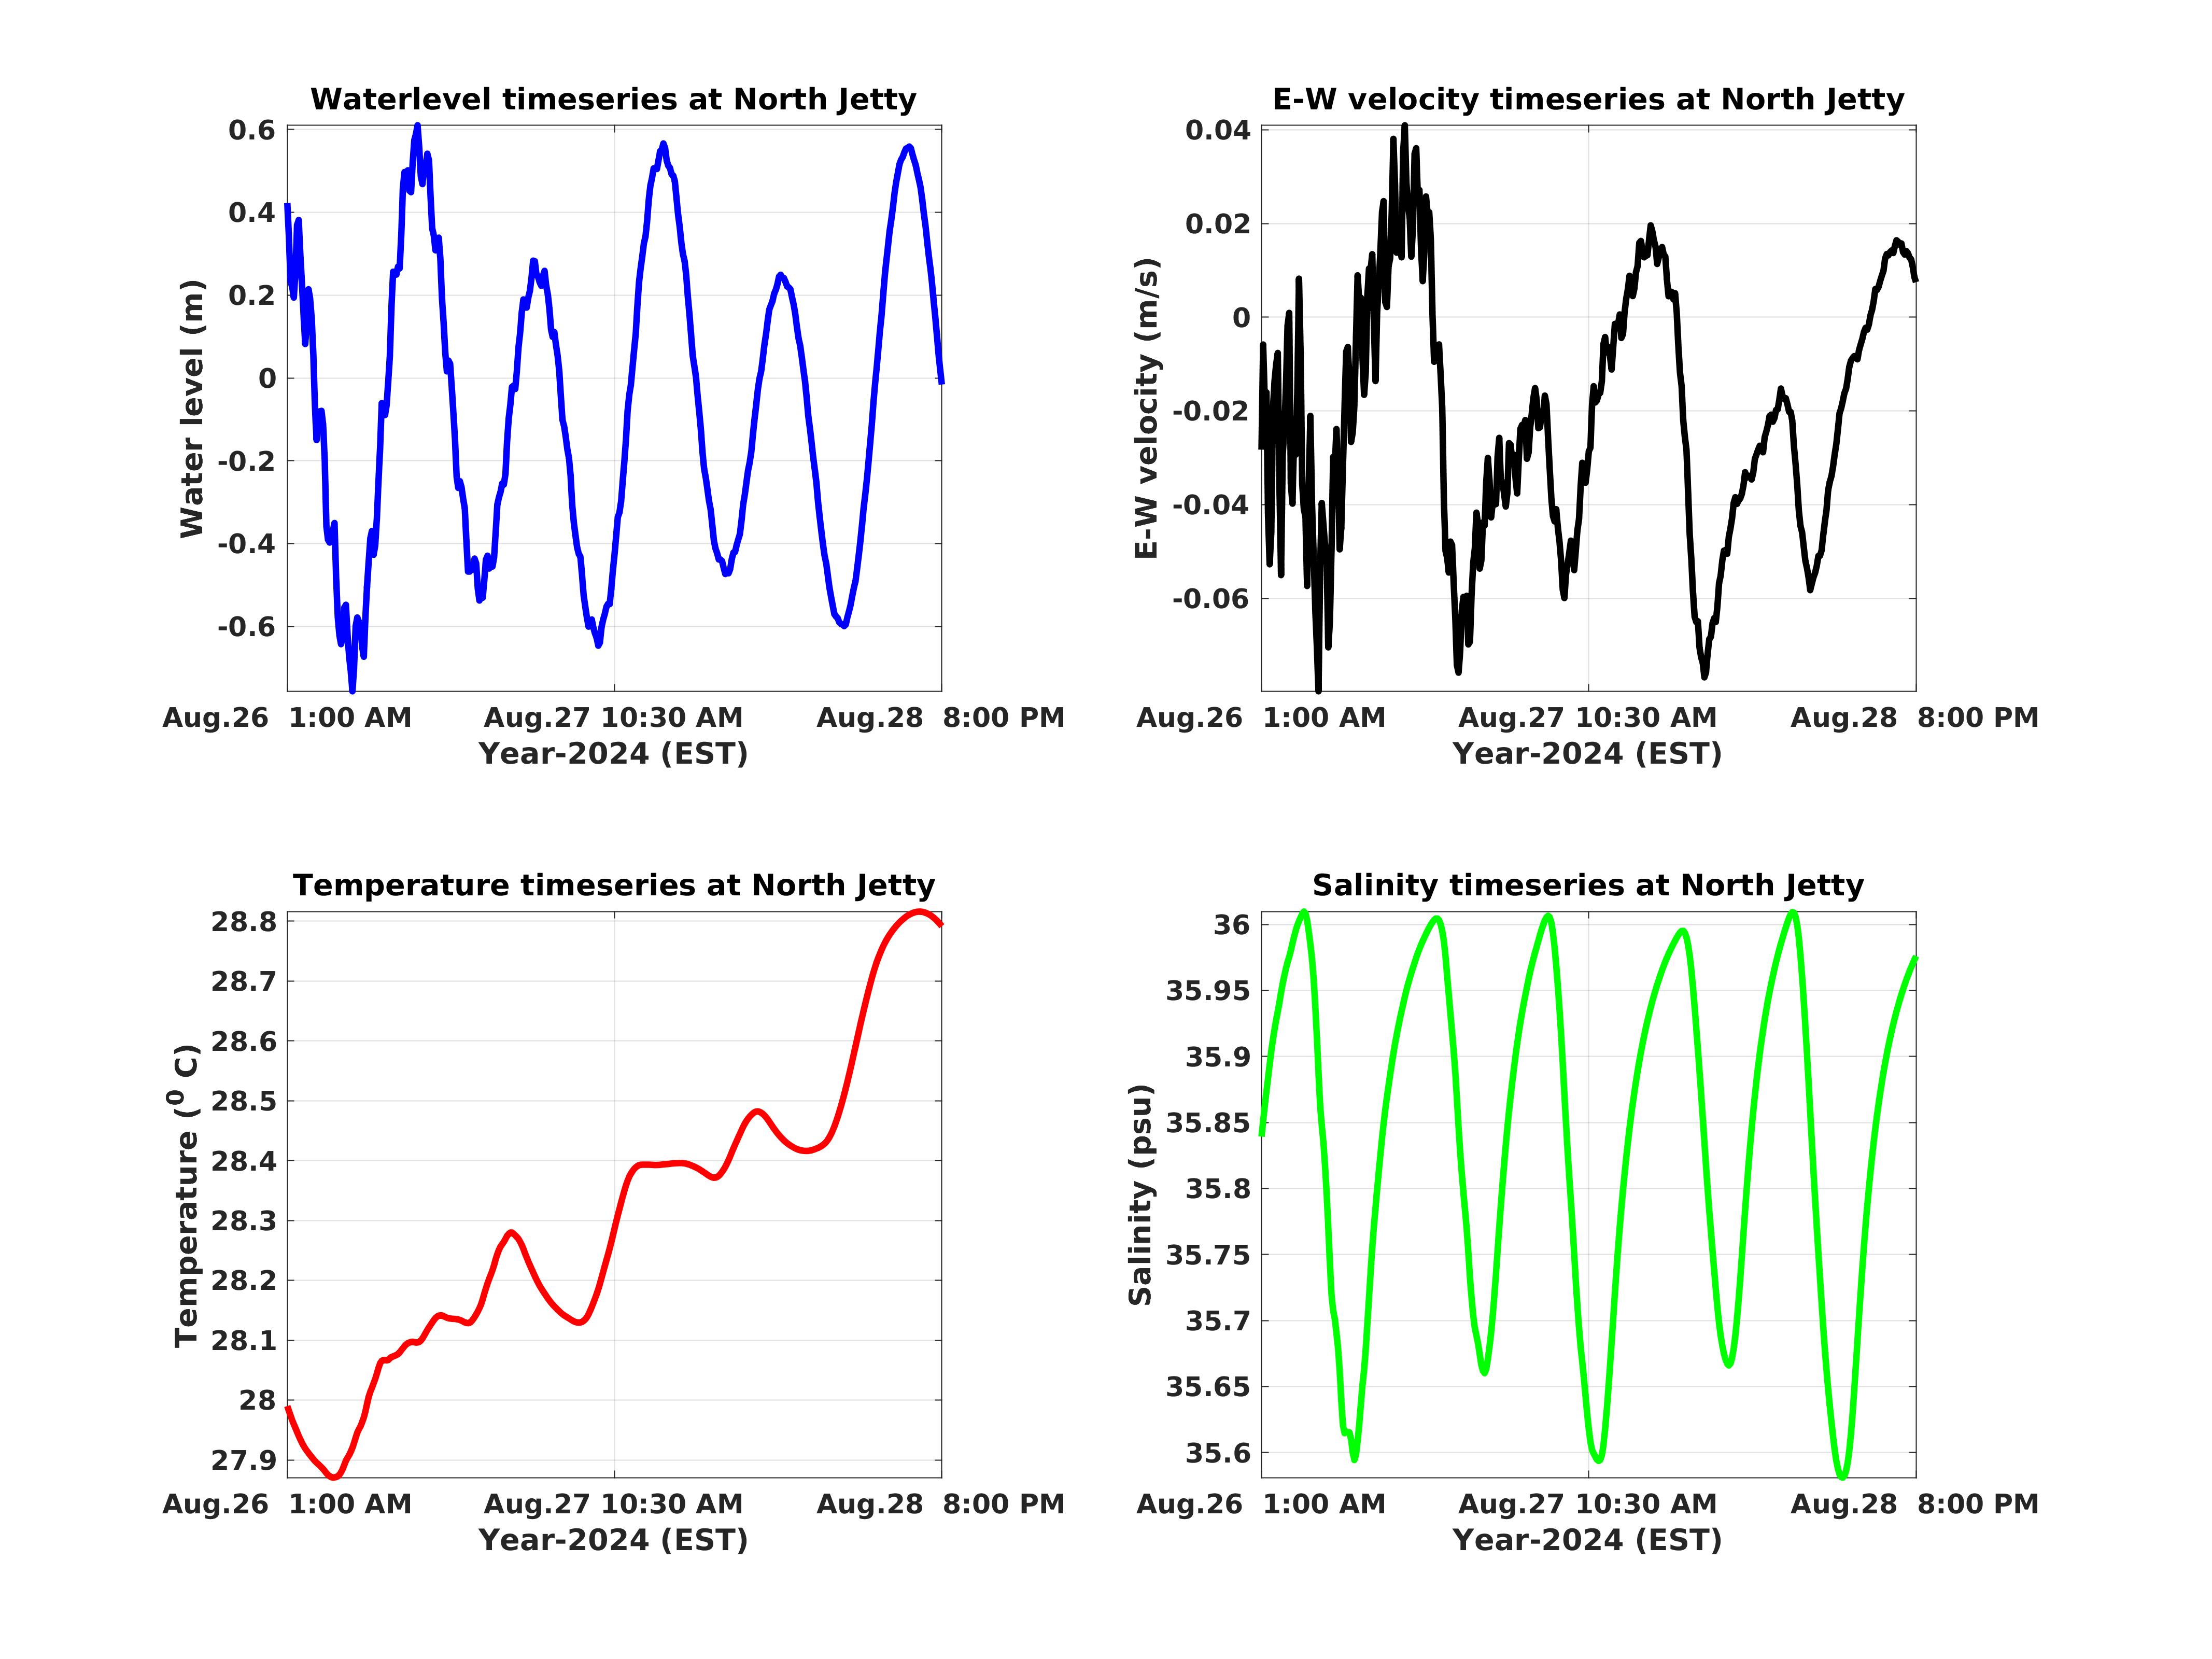 Waterlevel timeseries at North Jetty
0.6
0.4
0.2
0
-0.2
-0.4
-0.6
Water level (m)
Aug.26 1:00 AM Aug.27 10:30 AM Aug.28 8:00 PM
Year-2024 (EST)
E-W velocity timeseries at North Jetty
0.04
0.02
0
-0.02
-0.04
-0.06
E-W velocity (m/s)
Aug.26 1:00 AM Aug.27 10:30 AM Aug.28 8:00 PM
Year-2024 (EST)
Temperature timeseries at North Jetty
28.8
28.7
28.6
28.5
28.4
28.3
28.2
28.1
28
27.9
Temperature (⁰ C)
Aug.26 1:00 AM Aug.27 10:30 AM Aug.28 8:00 PM
Year-2024 (EST)
Salinity timeseries at North Jetty
36
35.95
35.9
35.85
35.8
35.75
35.7
35.65
35.6
Salinity (psu)
Aug.26 1:00 AM Aug.27 10:30 AM Aug.28 8:00 PM
Year-2024 (EST)